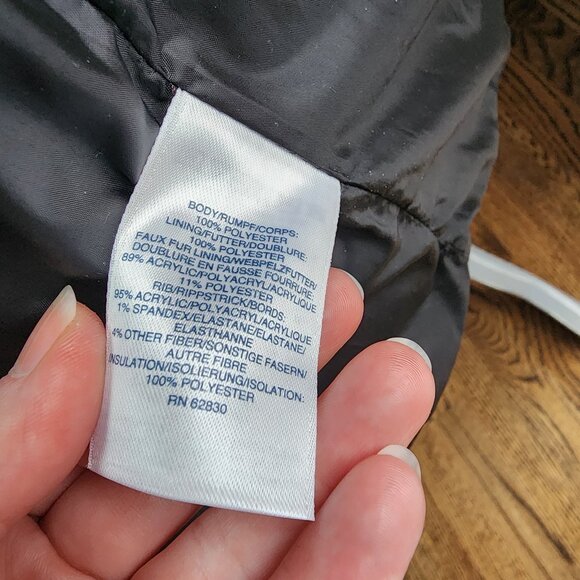 BODY/RUMPF/CORPS:
100% POLYESTER
LINING/FUTTER/DOUBLURE:
100% POLYESTER
FAUX FUR LINING/WEBPELZFUTTER/
DOUBLURE EN FAUSSE FOURRURE:
89% ACRYLIC/POLYACRYL/ACRYLIQUE
11% POLYESTER
RIB/RIPPSTRICK/BORDS:
95% ACRYLIC/POLYACRYL/ACRYLIQUE
1% SPANDEX/ELASTANE/ELASTANE/
ELASTHANNE
4% OTHER FIBER/SONSTIGE FASERN/
AUTRE FIBRE
INSULATION/ISOLIERUNG/ISOLATION:
100% POLYESTER
RN 62830